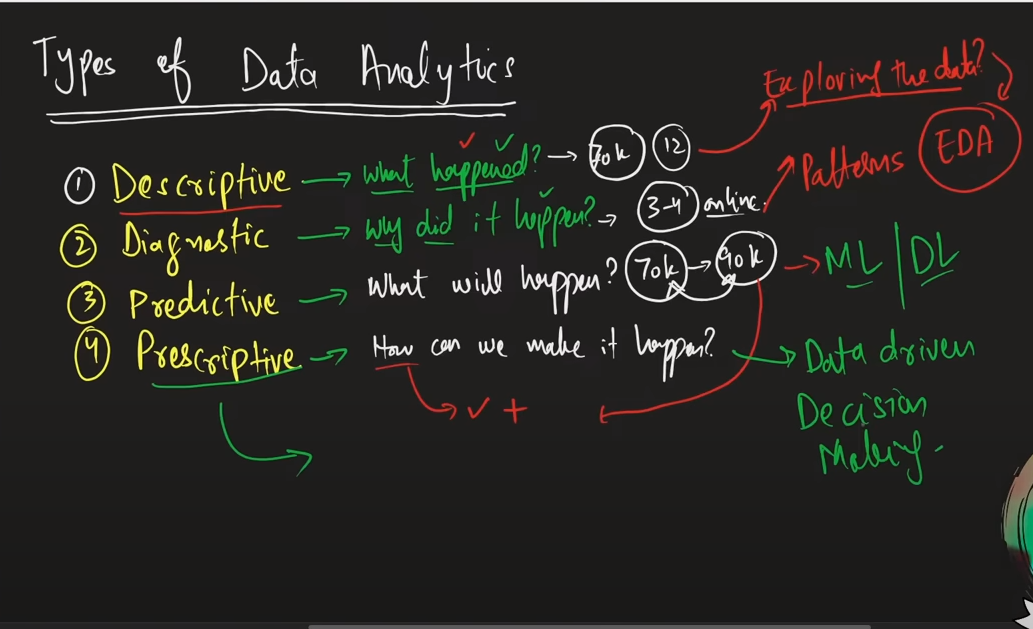 Types of Data Analytics
Exploring the data?
① Descriptive → What happened? → 70k 12
Patterns EDA
② Diagnostic → Why did it happen? → (3-4) online.
③ Predictive → What will happen? 70k → 90k → ML | DL
④ Prescriptive → How can we make it happen? → Data driven
Decision
Making
✓ +